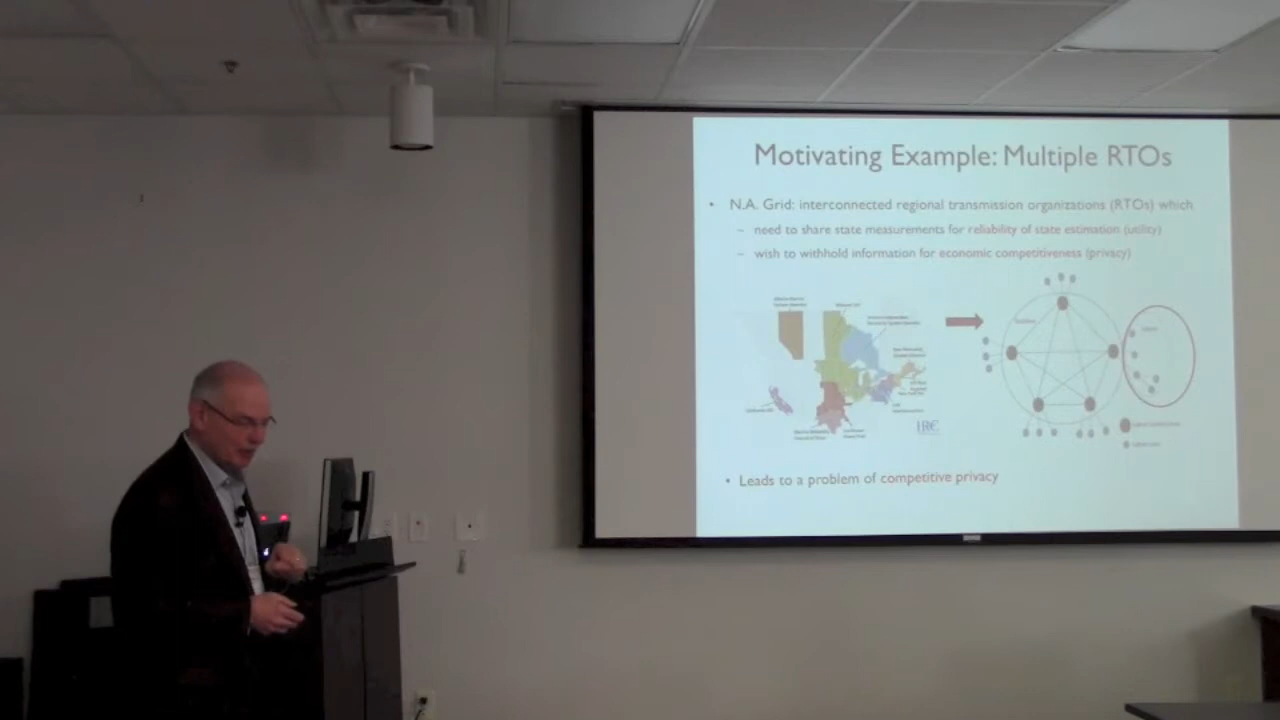 Motivating Example: Multiple RTOs
• N.A. Grid: interconnected regional transmission organizations (RTOs) which
– need to share state measurements for reliability of state estimation (utility)
– wish to withhold information for economic competitiveness (privacy)
IRC
• Leads to a problem of competitive privacy